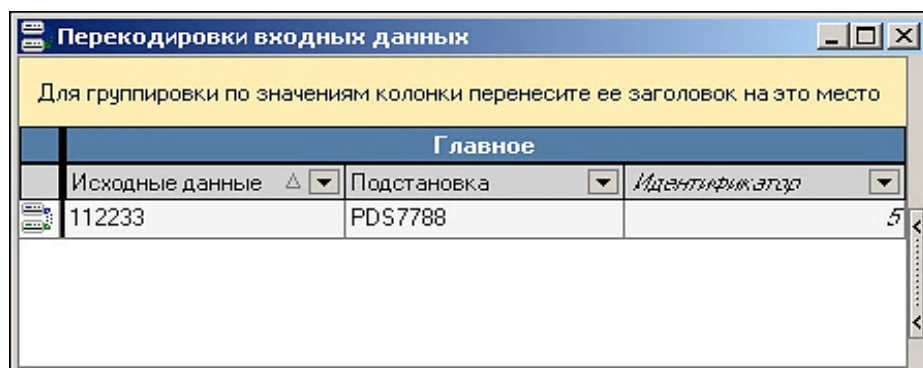 Перекодировки входных данных
Для группировки по значениям колонки перенесите ее заголовок на это место
Главное
Исходные данные Подстановка Идентификатор
112233 PDS7788 5